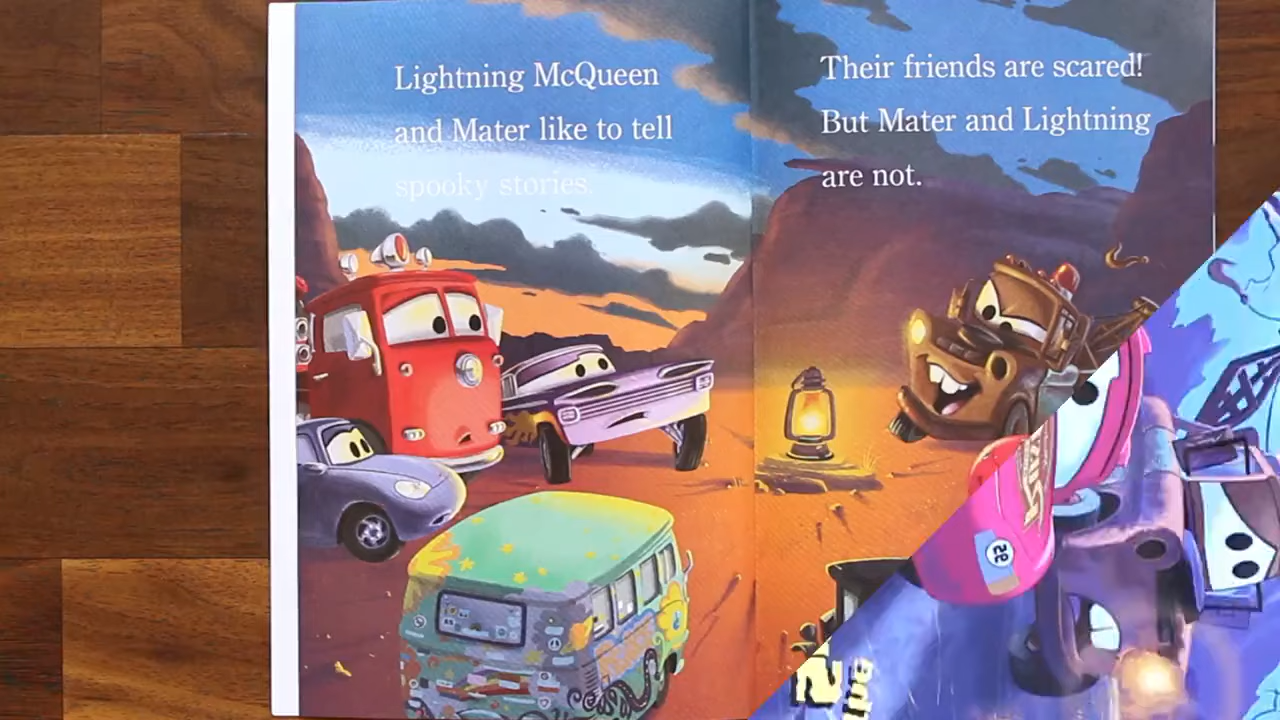 Lightning McQueen
and Mater like to tell
spooky stories.
Their friends are scared!
But Mater and Lightning
are not.
95